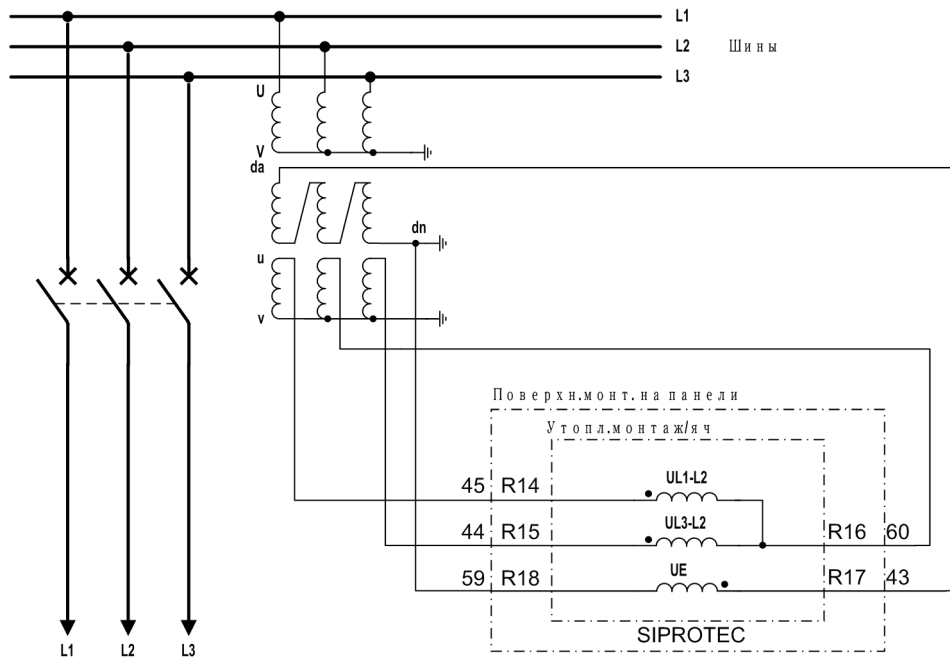 L1
L2 Шины
L3
U
V
da
dn
u
v
Поверхн.монт.на панели
Утопл.монтаж/яч
45 R14 UL1-L2
44 R15 UL3-L2 R16 60
59 R18 UE R17 43
SIPROTEC
L1 L2 L3